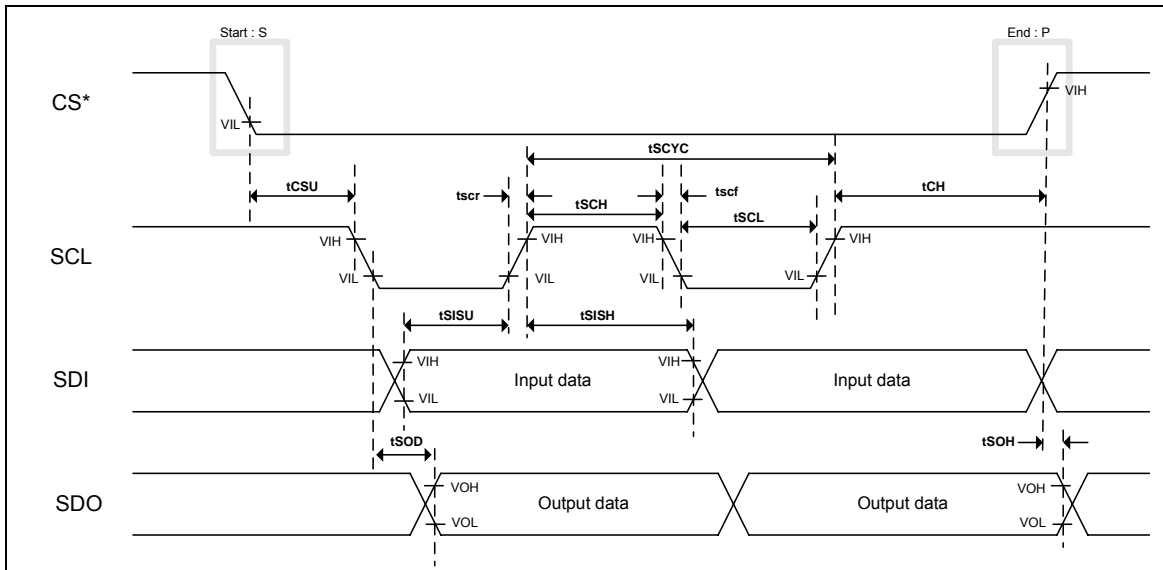 Start : S
End : P
CS*
VIL
VIH
tSCYC
tCSU
tscr
tSCH
tscf
tSCL
tCH
SCL
VIH
VIL
VIH
VIL
VIH
VIL
VIL
VIH
tSISU
tSISH
SDI
VIH
VIL
Input data
VIH
VIL
Input data
tSOD
tSOH
SDO
VOH
VOL
Output data
Output data
VOH
VOL